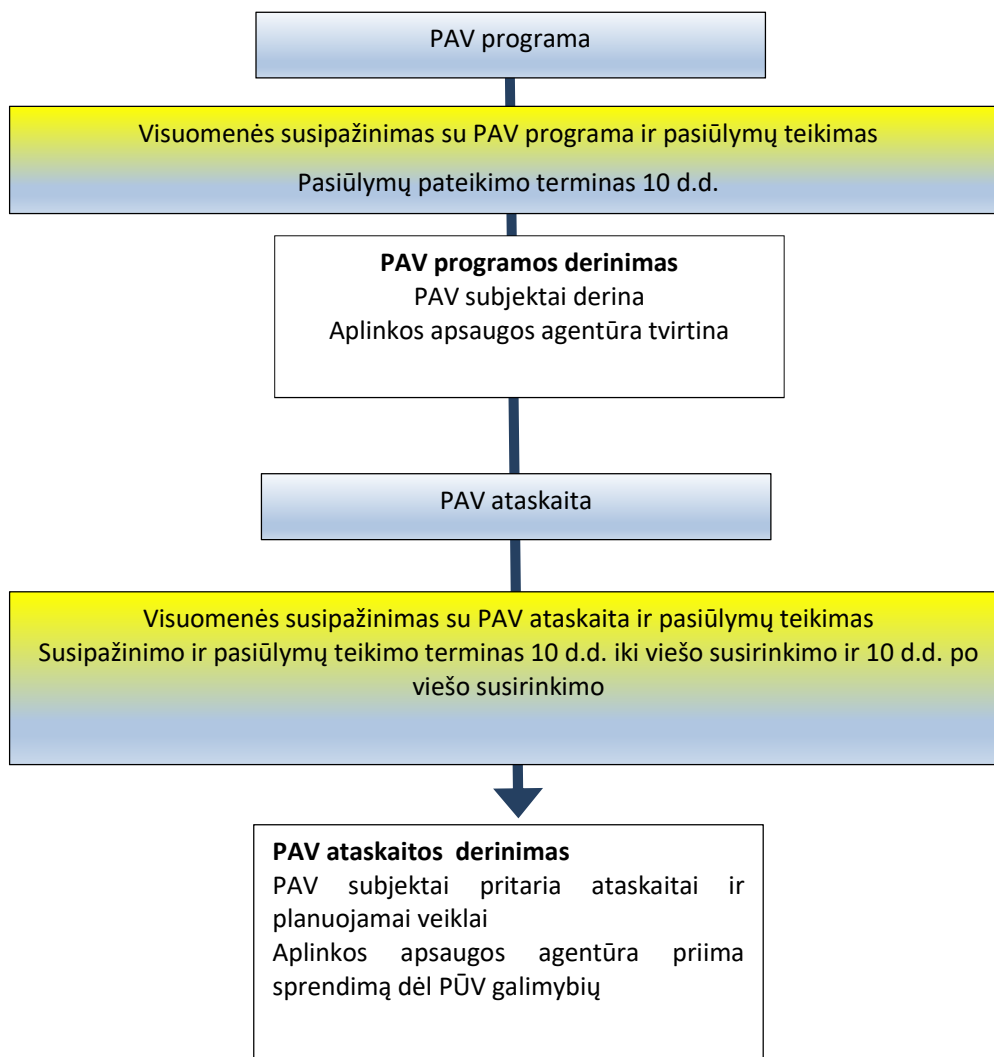 PAV programa
Visuomenės susipažinimas su PAV programa ir pasiūlymų teikimas
Pasiūlymų pateikimo terminas 10 d.d.
PAV programos derinimas
PAV subjektai derina
Aplinkos apsaugos agentūra tvirtina
PAV ataskaita
Visuomenės susipažinimas su PAV ataskaita ir pasiūlymų teikimas
Susipažinimo ir pasiūlymų teikimo terminas 10 d.d. iki viešo susirinkimo ir 10 d.d. po
viešo susirinkimo
PAV ataskaitos derinimas
PAV subjektai pritaria ataskaitai ir
planuojamai veiklai
Aplinkos apsaugos agentūra priima
sprendimą dėl PŪV galimybių